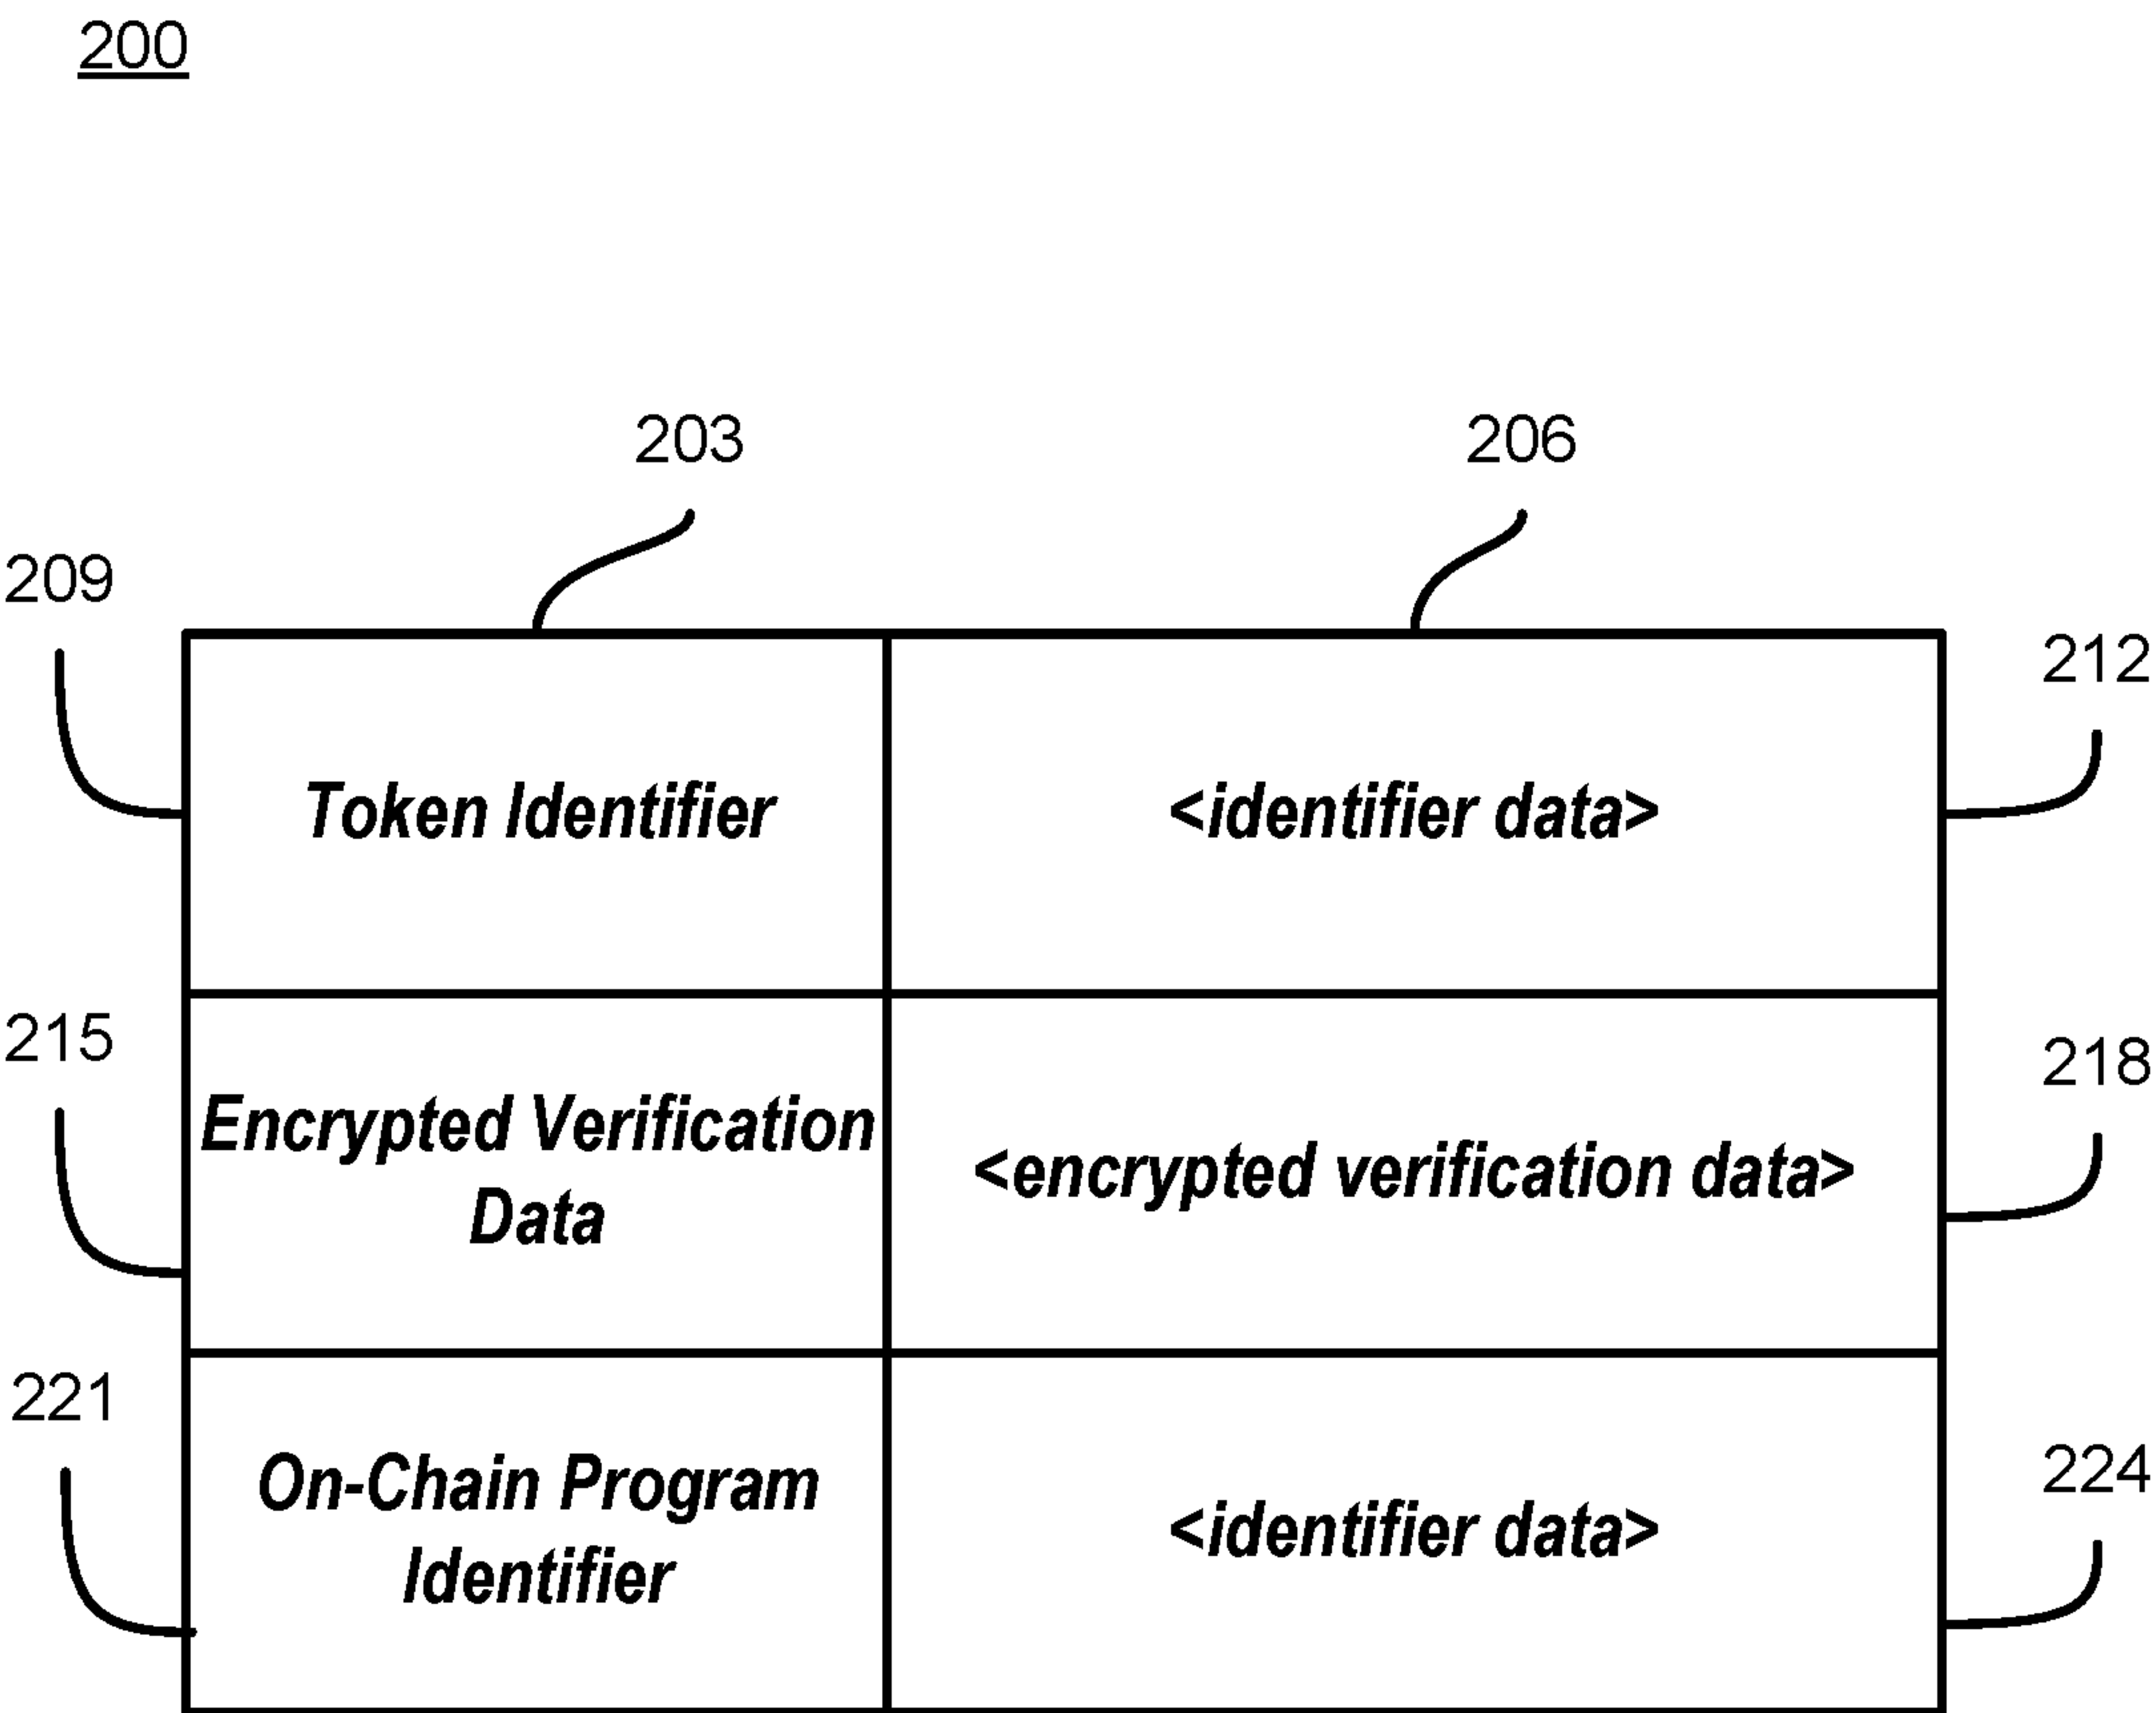 200
203
206
209
212
Token Identifier
<identifier data>
215
218
Encrypted Verification
Data
<encrypted verification data>
221
224
On-Chain Program
Identifier
<identifier data>